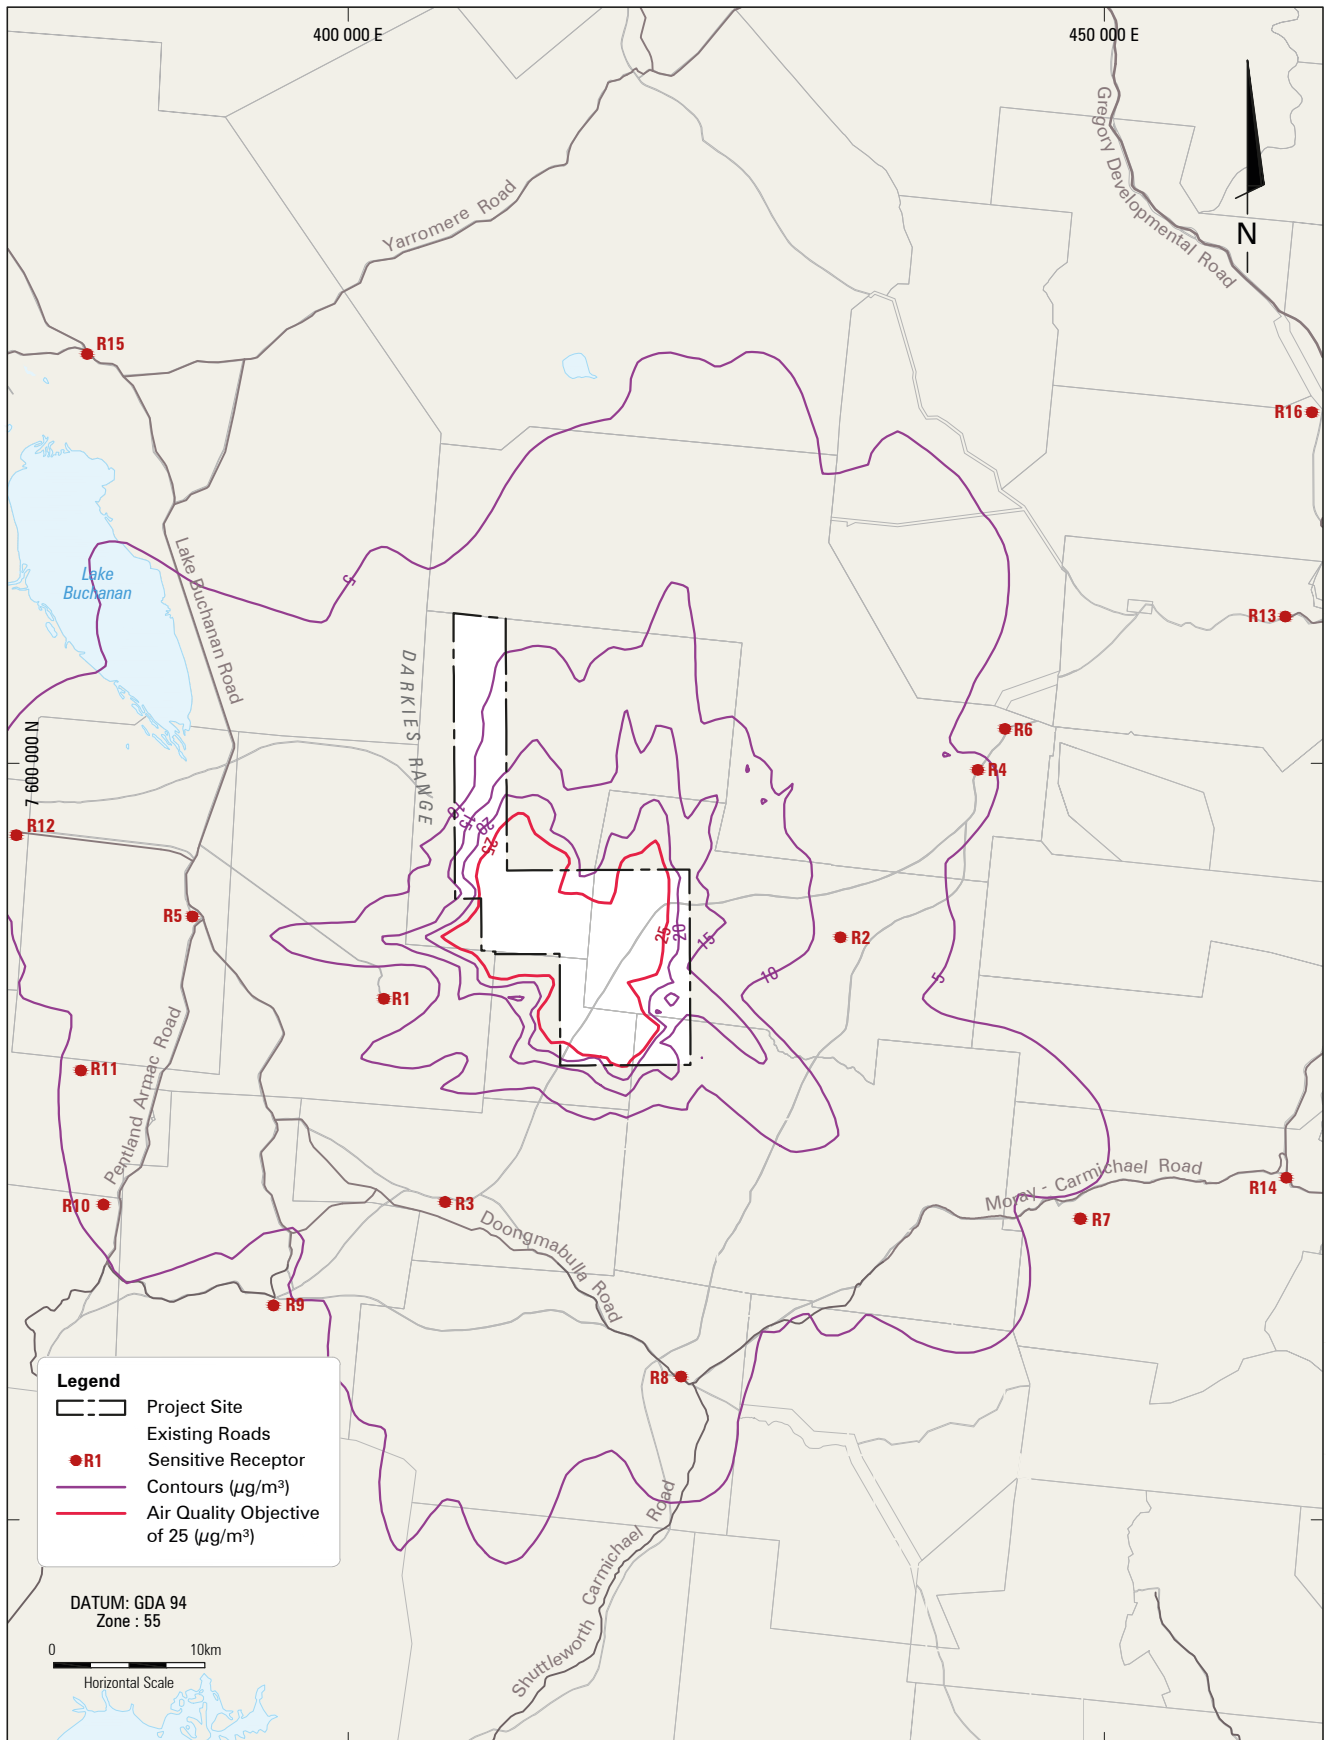 400 000 E
450 000 E
Gregory Developmental Road
N
Yarromere Road
R15
R16
Lake
Buchanan
Lake Buchanan Road
5
R13
DARKIES RANGE
7 600 000 N
R6
R4
10
15
20
25
R12
R5
25
20
15
10
5
R2
R1
R11
Pentland Armac Road
R10
R3
Doongmabulla Road
Moray - Carmichael Road
R14
R7
R9
R8
Shuttleworth Carmichael Road
Legend
Project Site
Existing Roads
R1 Sensitive Receptor
Contours (µg/m³)
Air Quality Objective
of 25 (µg/m³)
DATUM: GDA 94
Zone : 55
0 10km
Horizontal Scale